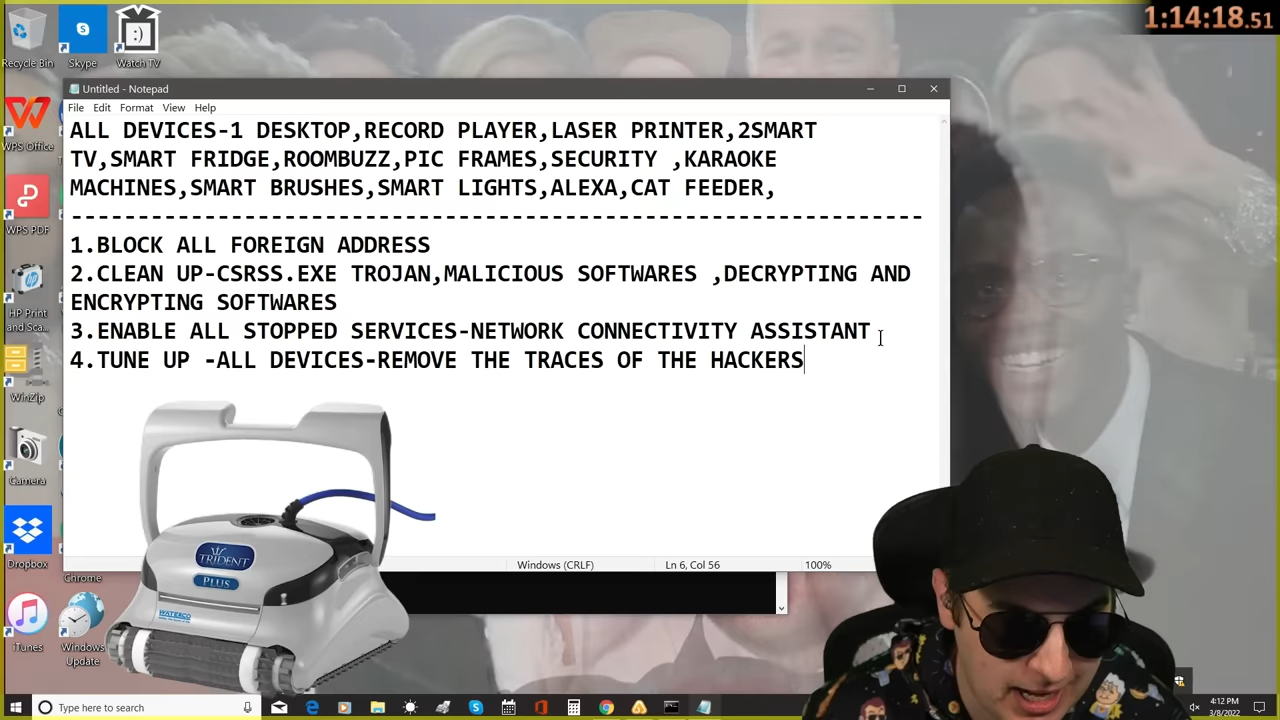 1:14:18.51
Recycle Bin
Skype
Watch TV
Untitled - Notepad
File Edit Format View Help
ALL DEVICES-1 DESKTOP,RECORD PLAYER,LASER PRINTER,2SMART
TV,SMART FRIDGE,ROOMBUZZ,PIC FRAMES,SECURITY ,KARAOKE
MACHINES,SMART BRUSHES,SMART LIGHTS,ALEXA,CAT FEEDER,
----------------------------------------------------------------
1.BLOCK ALL FOREIGN ADDRESS
2.CLEAN UP-CSRSS.EXE TROJAN,MALICIOUS SOFTWARES ,DECRYPTING AND
ENCRYPTING SOFTWARES
3.ENABLE ALL STOPPED SERVICES-NETWORK CONNECTIVITY ASSISTANT
4.TUNE UP -ALL DEVICES-REMOVE THE TRACES OF THE HACKERS
WPS Office
WPS PDF
HP Print
and Sca...
WinZip
Camera
Dropbox
Chrome
iTunes
Windows
Update
TRIDENT
PLUS
WATERCO
Windows (CRLF) Ln 6, Col 56 100%
Type here to search
4:12 PM
3/8/2022